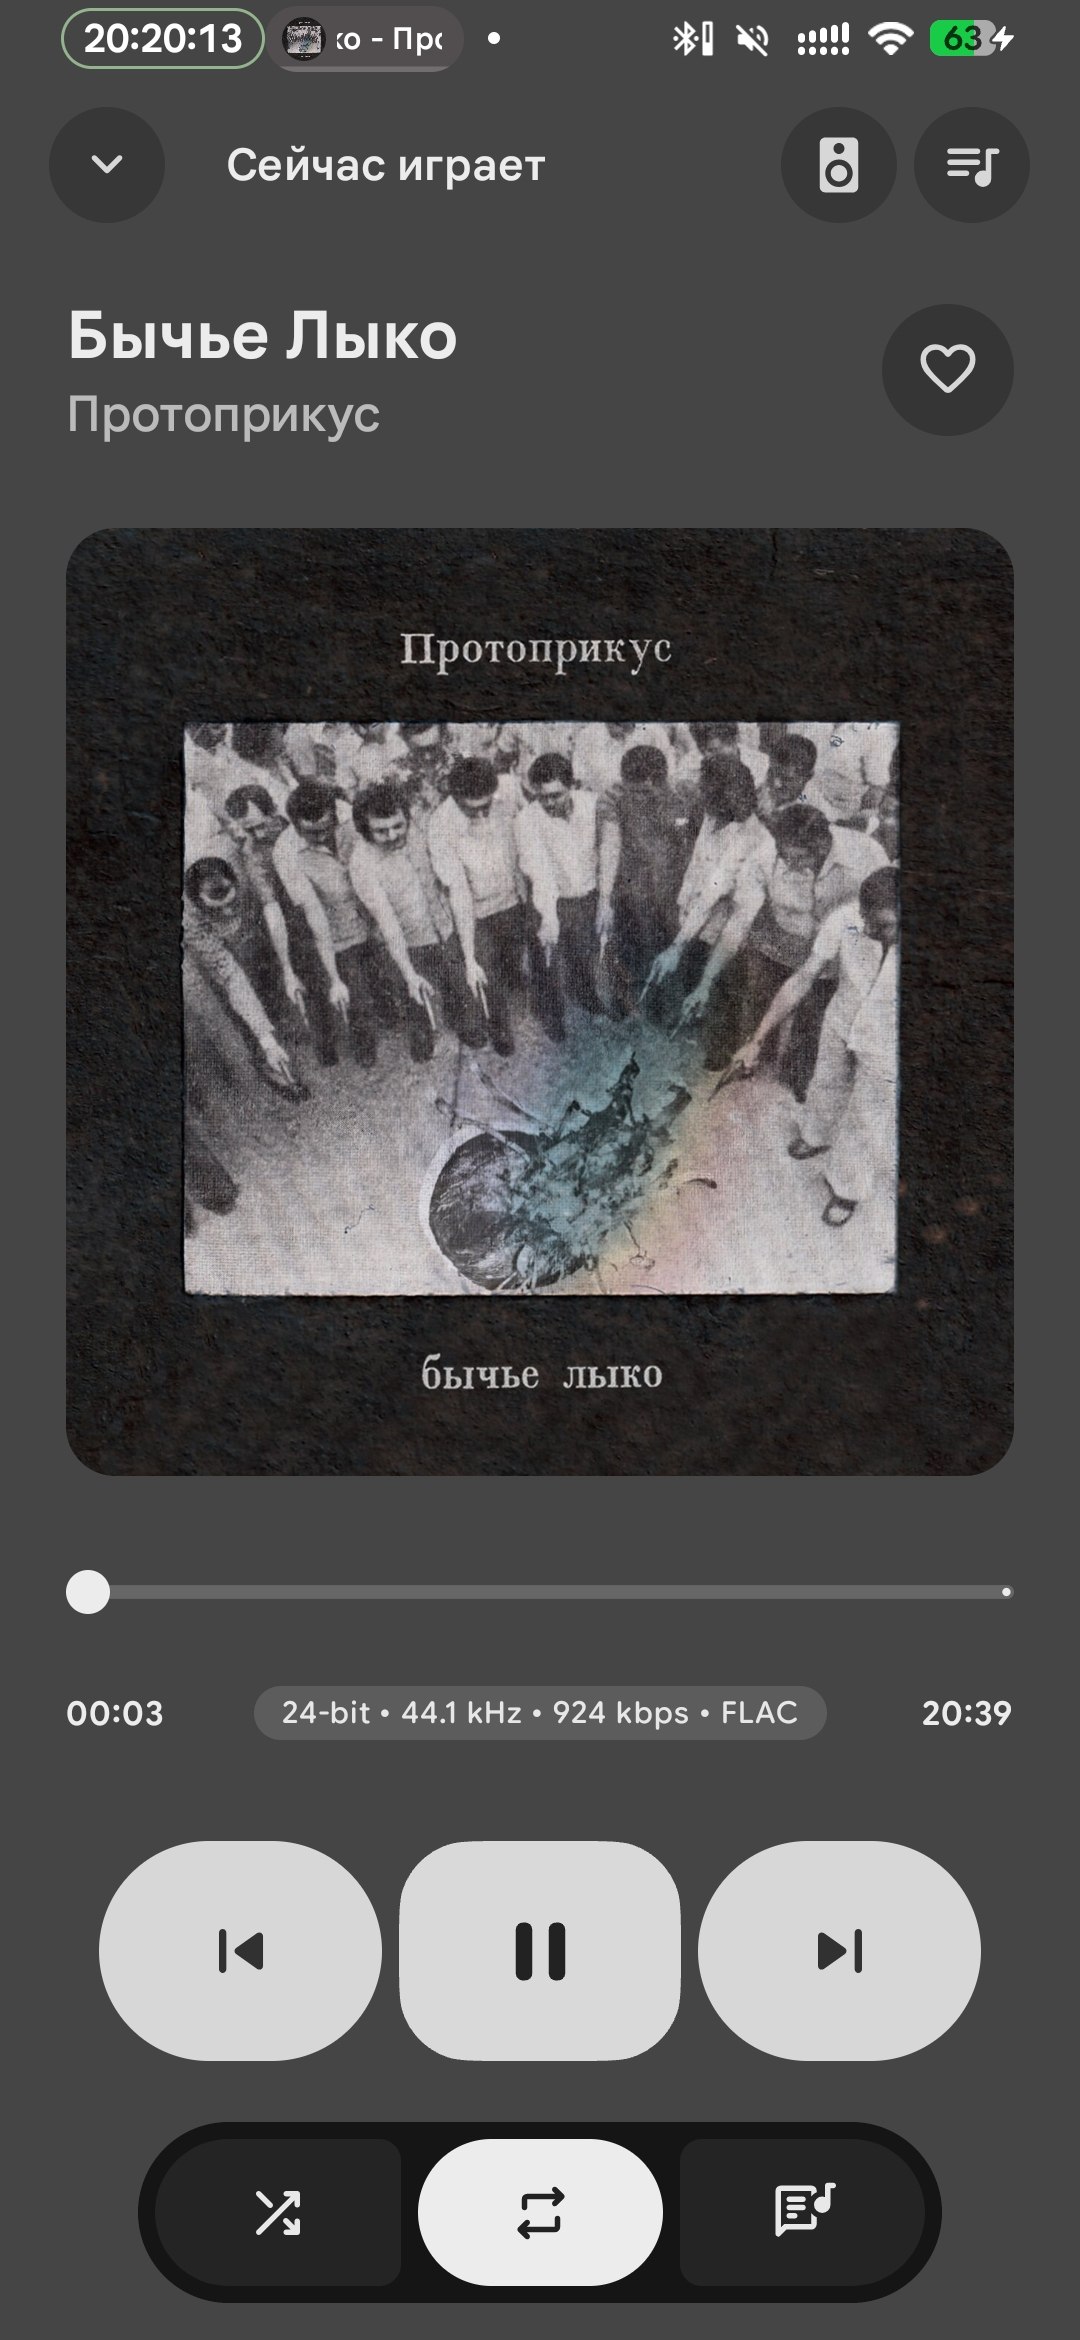 20:20:13
ко - Про
63
Сейчас играет
Бычье Лыко
Протоприкус
Протоприкус
бычье лыко
00:03
24-bit • 44.1 kHz • 924 kbps • FLAC
20:39